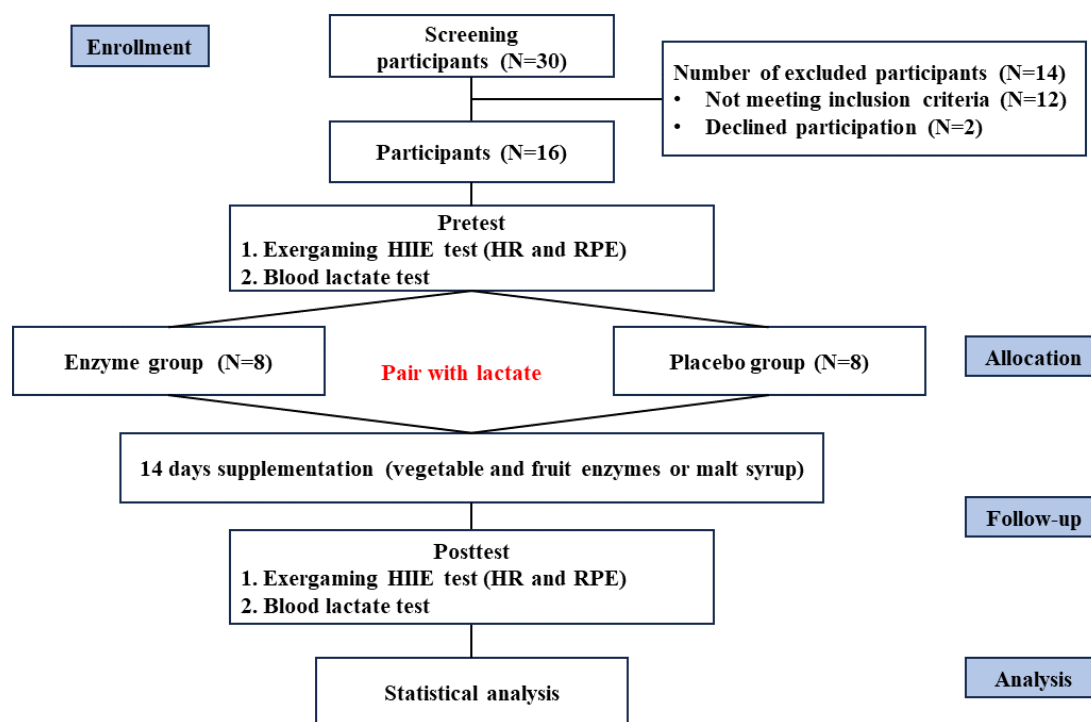 Enrollment
Screening
participants (N=30)
Number of excluded participants (N=14)
• Not meeting inclusion criteria (N=12)
• Declined participation (N=2)
Participants (N=16)
Pretest
1. Exergaming HIIE test (HR and RPE)
2. Blood lactate test
Enzyme group (N=8)
Pair with lactate
Placebo group (N=8)
Allocation
14 days supplementation (vegetable and fruit enzymes or malt syrup)
Follow-up
Posttest
1. Exergaming HIIE test (HR and RPE)
2. Blood lactate test
Statistical analysis
Analysis